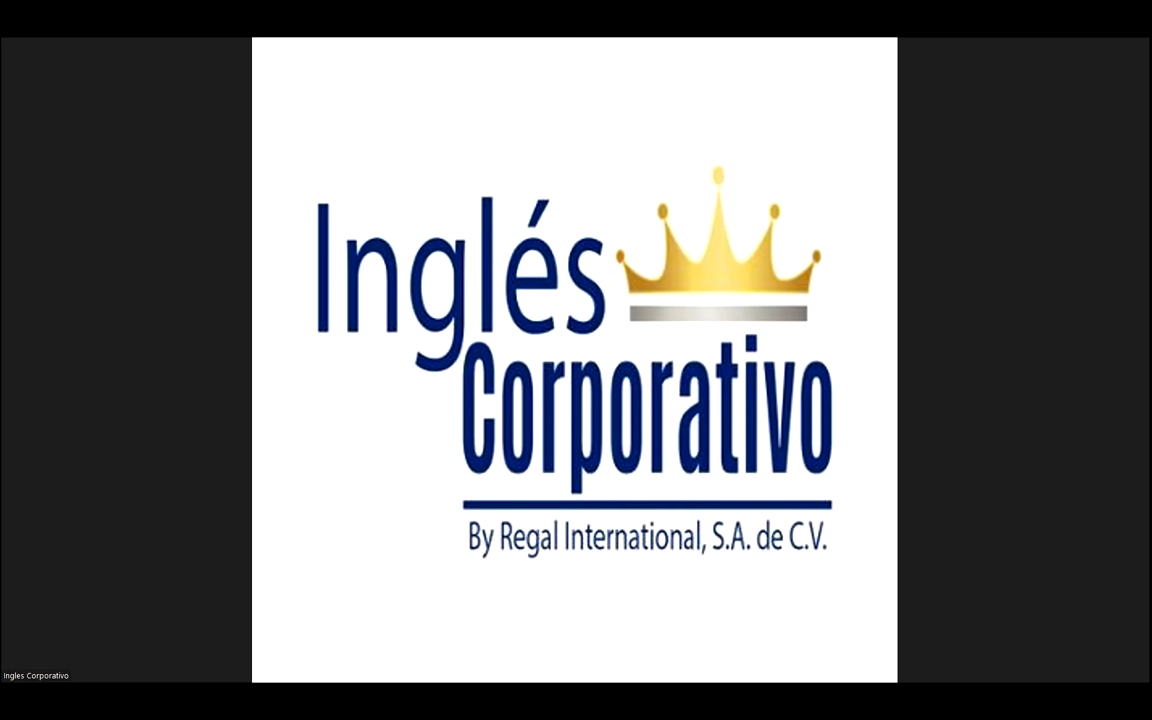 Inglés
Corporativo
By Regal International, S.A. de C.V.
Ingles Corporativo